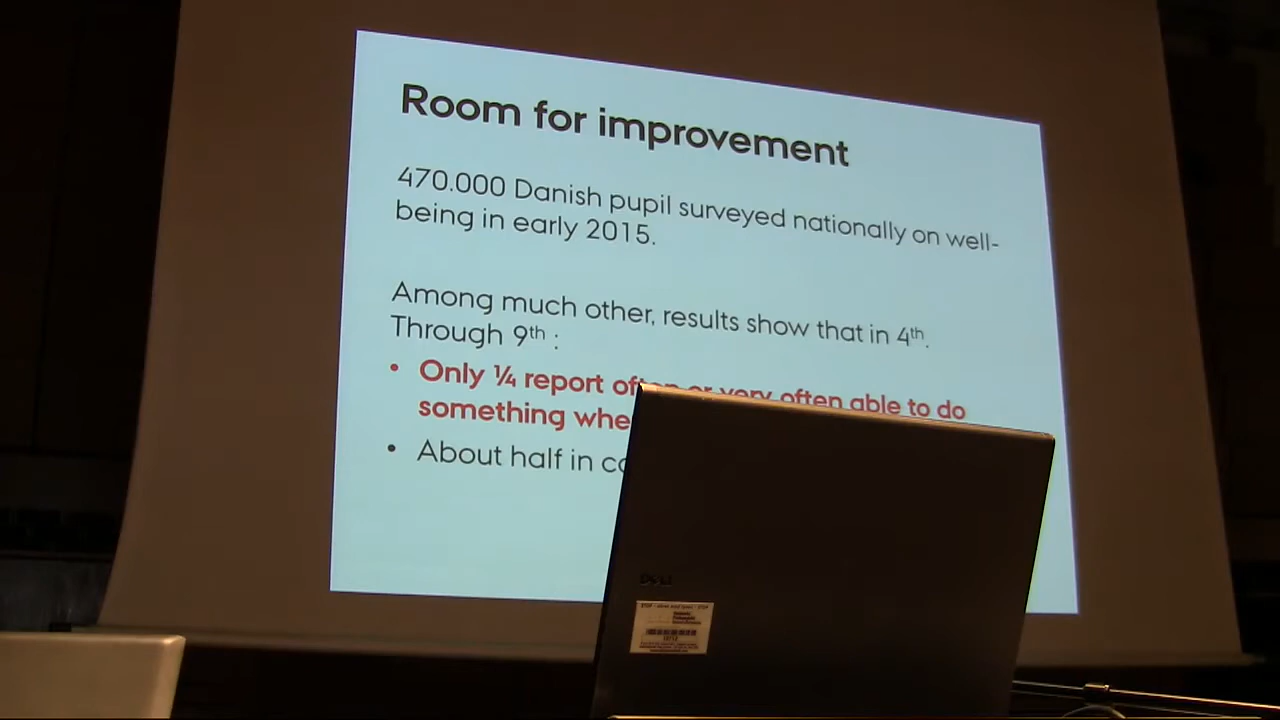 Room for improvement
470.000 Danish pupil surveyed nationally on well-
being in early 2015.
Among much other, results show that in 4th.
Through 9th :
• Only ¼ report often or very often able to do
something whe
• About half in co
DELL